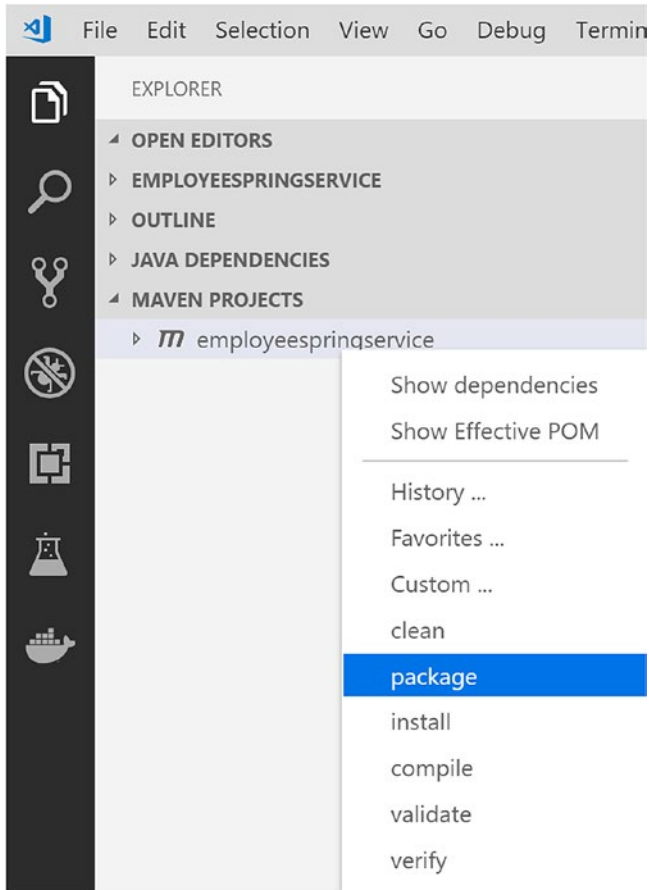 File Edit Selection View Go Debug
EXPLORER
OPEN EDITORS
EMPLOYEESPRINGSERVICE
OUTLINE
JAVA DEPENDENCIES
MAVEN PROJECTS
m employeespringservice
Show dependencies
Show Effective POM
History ...
Favorites ...
Custom ...
clean
package
install
compile
validate
verify